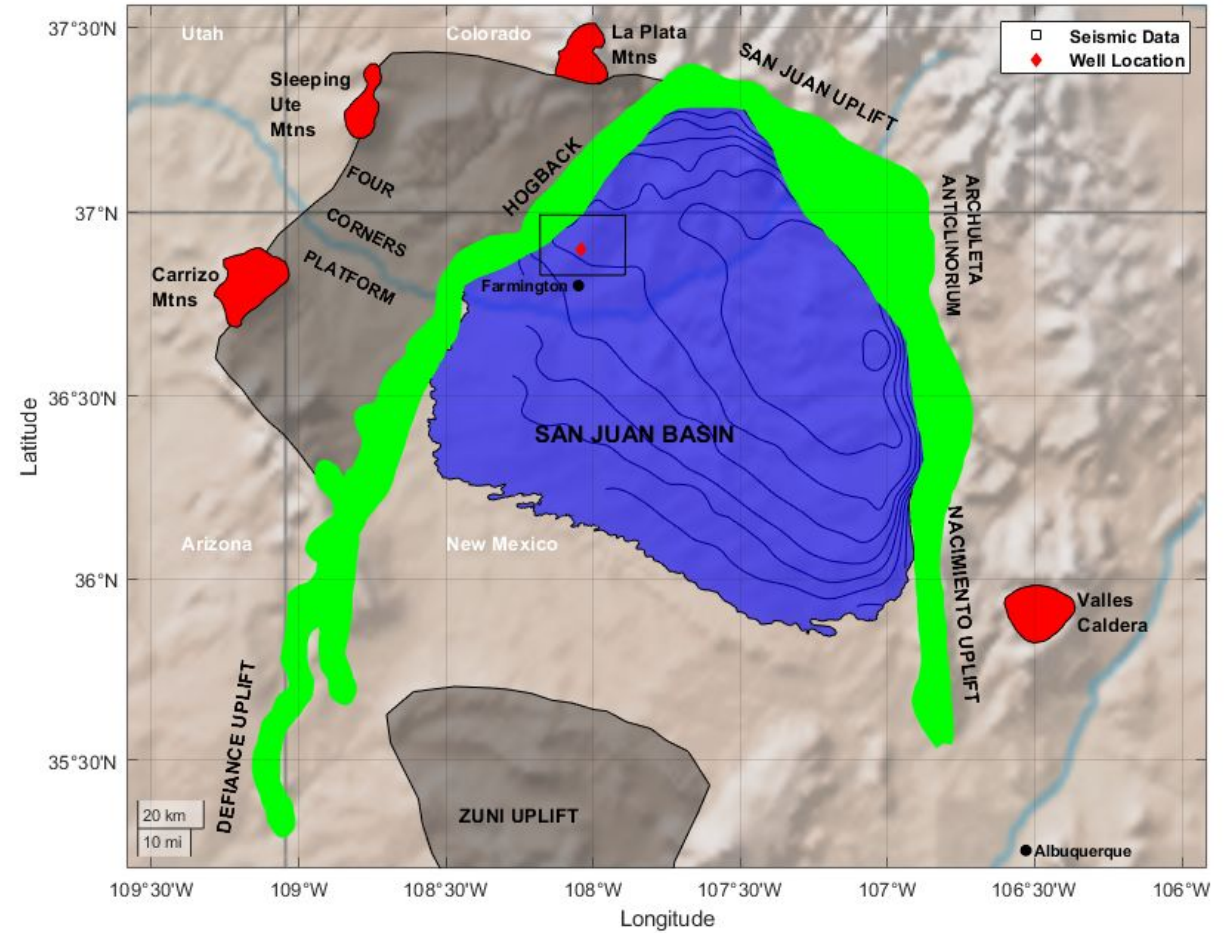 37°30'N
Utah
Colorado
La Plata
Mtns
Seismic Data
Well Location
SAN JUAN UPLIFT
Sleeping
Ute
Mtns
HOGBACK
FOUR
CORNERS
PLATFORM
37°N
ARCHULETA
ANTICLINORIUM
Carrizo
Mtns
Farmington
36°30'N
Latitude
SAN JUAN BASIN
Arizona
New Mexico
36°N
NACIMIENTO UPLIFT
Valles
Caldera
DEFIANCE UPLIFT
35°30'N
20 km
10 mi
ZUNI UPLIFT
Albuquerque
109°30'W
109°W
108°30'W
108°W
107°30'W
107°W
106°30'W
106°W
Longitude